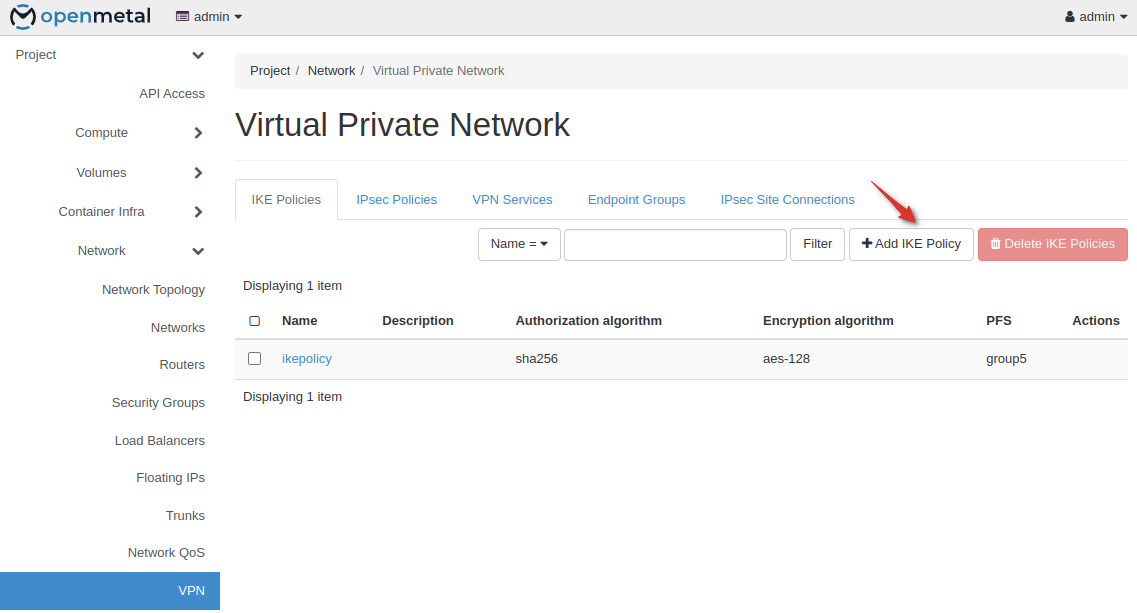 openmetal admin admin
Project
API Access
Compute
Volumes
Container Infra
Network
Network Topology
Networks
Routers
Security Groups
Load Balancers
Floating IPs
Trunks
Network QoS
VPN
Project / Network / Virtual Private Network
Virtual Private Network
IKE Policies IPsec Policies VPN Services Endpoint Groups IPsec Site Connections
Name = Filter Add IKE Policy Delete IKE Policies
Displaying 1 item
Name Description Authorization algorithm Encryption algorithm PFS Actions
ikepolicy sha256 aes-128 group5
Displaying 1 item